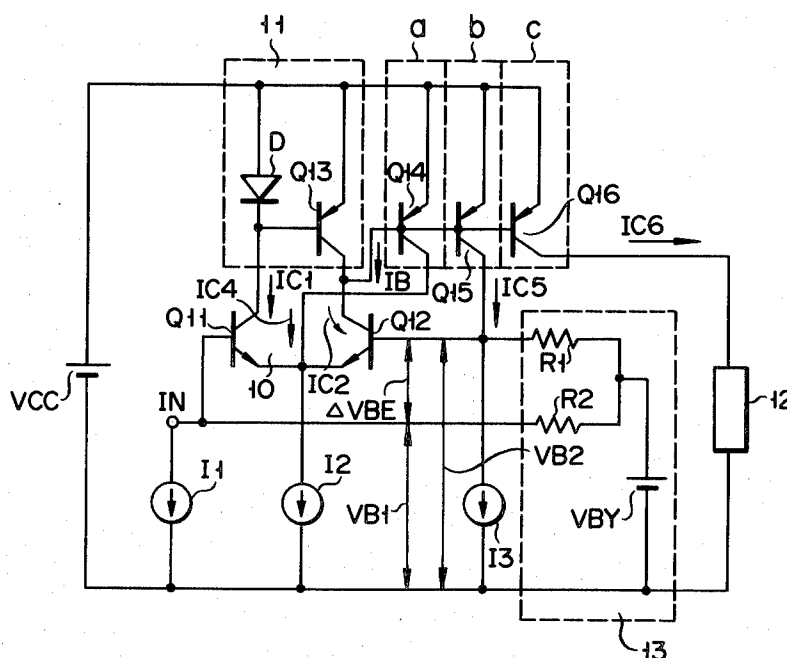 11
a
b
c
D
Q13
Q14
Q16
IC6
IC1
IB
Q15
IC5
IC4
Q11
Q12
10
IC2
R1
VCC
IN
ΔVBE
R2
12
I1
I2
VB1
VB2
I3
VBY
13